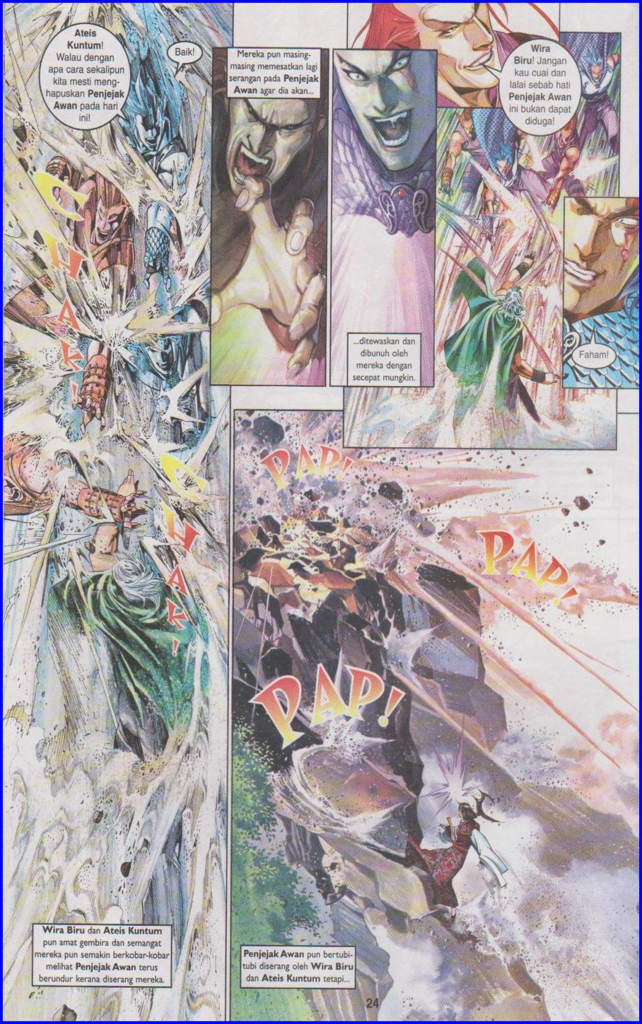 Ateis
Kuntum!
Walau dengan
apa cara sekalipun
kita mesti meng-
hapuskan Penjejak
Awan pada hari
ini!
Baik!
CHAK!
CHAK!
Wira Biru dan Ateis Kuntum
pun amat gembira dan semangat
mereka pun semakin berkobar-kobar
melihat Penjejak Awan terus
berundur kerana diserang mereka.
Mereka pun masing-
masing memesatkan lagi
serangan pada Penjejak
Awan agar dia akan...
...ditewaskan dan
dibunuh oleh
mereka dengan
secepat mungkin.
Wira
Biru! Jangan
kau cuai dan
lalai sebab hati
Penjejak Awan
ini bukan dapat
diduga!
Faham!
PAP!
PAP!
PAP!
Penjejak Awan pun bertubi-
tubi diserang oleh Wira Biru
dan Ateis Kuntum tetapi...
24